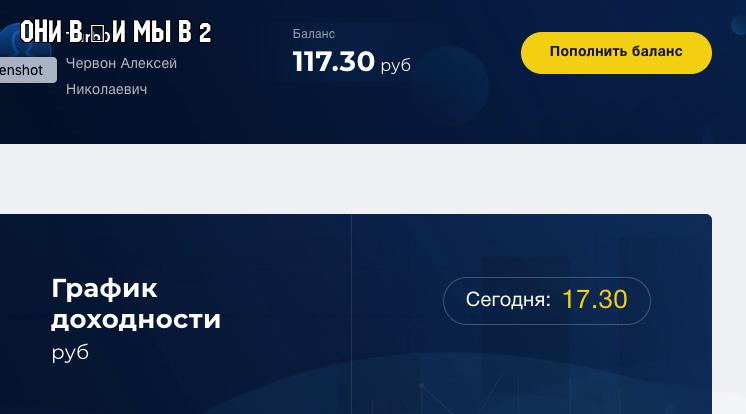 ОНИ В И МЫ В 2
enshot
Червон Алексей
Николаевич
Баланс
117.30 руб
Пополнить баланс
График
доходности
руб
Сегодня: 17.30